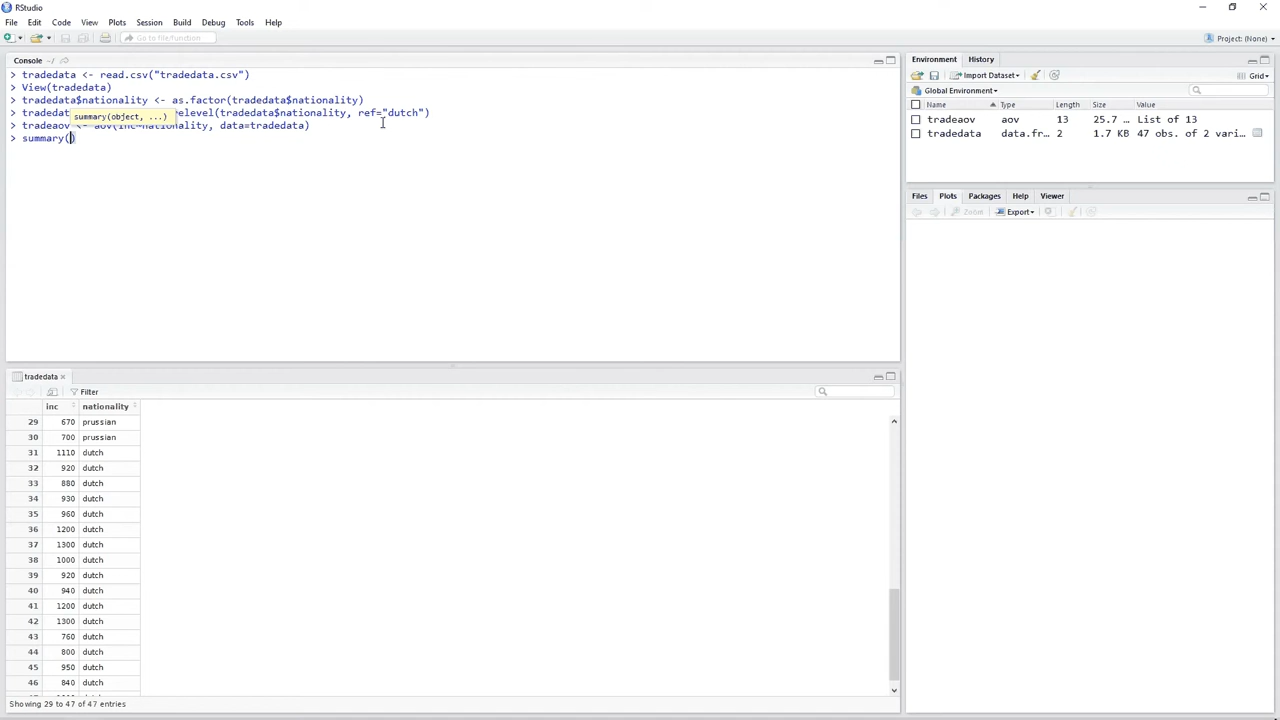 RStudio
File Edit Code View Plots Session Build Debug Tools Help
Go to file/function
Project: (None)
Console ~/
> tradedata <- read.csv("tradedata.csv")
> View(tradedata)
> tradedata$nationality <- as.factor(tradedata$nationality)
> tradedat relevel(tradedata$nationality, ref="dutch")
summary(object, ...)
> tradeaov <- aov(inc~nationality, data=tradedata)
> summary()
Environment History
Import Dataset Grid
Global Environment
Name Type Length Size Value
tradeaov aov 13 25.7 … List of 13
tradedata data.fr… 2 1.7 KB 47 obs. of 2 vari…
Files Plots Packages Help Viewer
Zoom Export
tradedata
Filter
inc nationality
29 670 prussian
30 700 prussian
31 1110 dutch
32 920 dutch
33 880 dutch
34 930 dutch
35 960 dutch
36 1200 dutch
37 1300 dutch
38 1000 dutch
39 920 dutch
40 940 dutch
41 1200 dutch
42 1300 dutch
43 760 dutch
44 800 dutch
45 950 dutch
46 840 dutch
Showing 29 to 47 of 47 entries